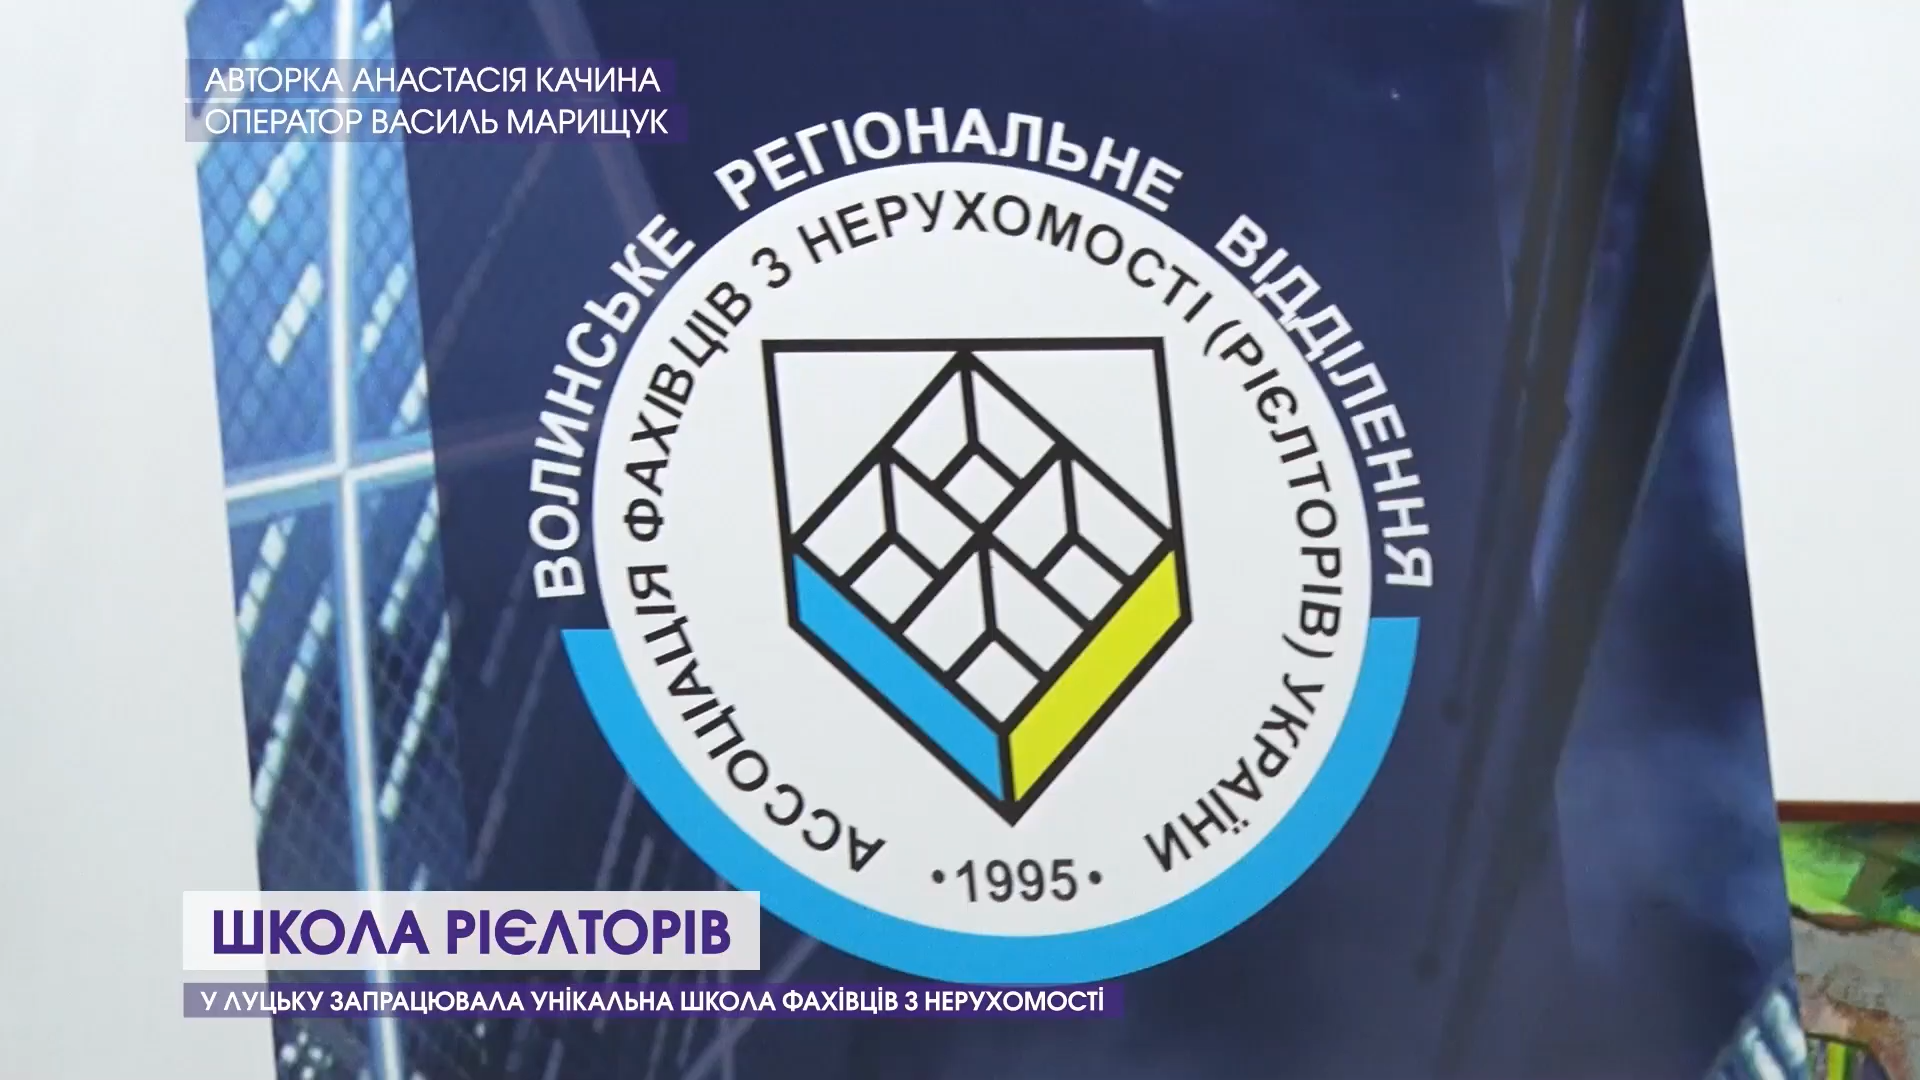 АВТОРКА АНАСТАСІЯ КАЧИНА
ОПЕРАТОР ВАСИЛЬ МАРИЩУК
ВОЛИНСЬКЕ РЕГІОНАЛЬНЕ ВІДДІЛЕННЯ
АССОЦІАЦІЯ ФАХІВЦІВ З НЕРУХОМОСТІ (РІЄЛТОРІВ) УКРАЇНИ
• 1995 •
ШКОЛА РІЄЛТОРІВ
У ЛУЦЬКУ ЗАПРАЦЮВАЛА УНІКАЛЬНА ШКОЛА ФАХІВЦІВ З НЕРУХОМОСТІ